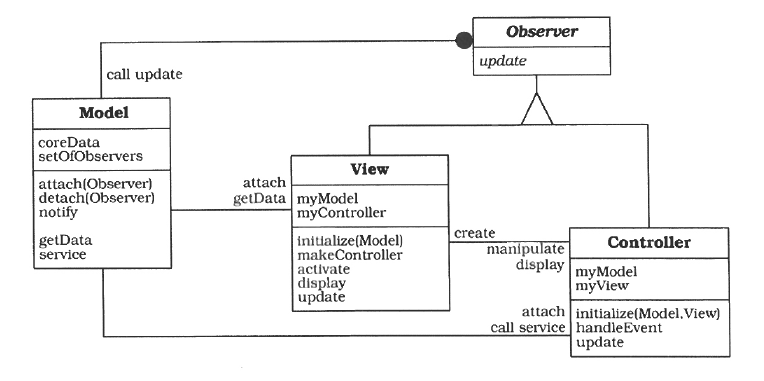 Observer
update
call update
Model
coreData
setOfObservers
attach(Observer)
detach(Observer)
notify
getData
service
attach
getData
View
myModel
myController
initialize(Model)
makeController
activate
display
update
create
manipulate
display
Controller
myModel
myView
initialize(Model,View)
handleEvent
update
attach
call service